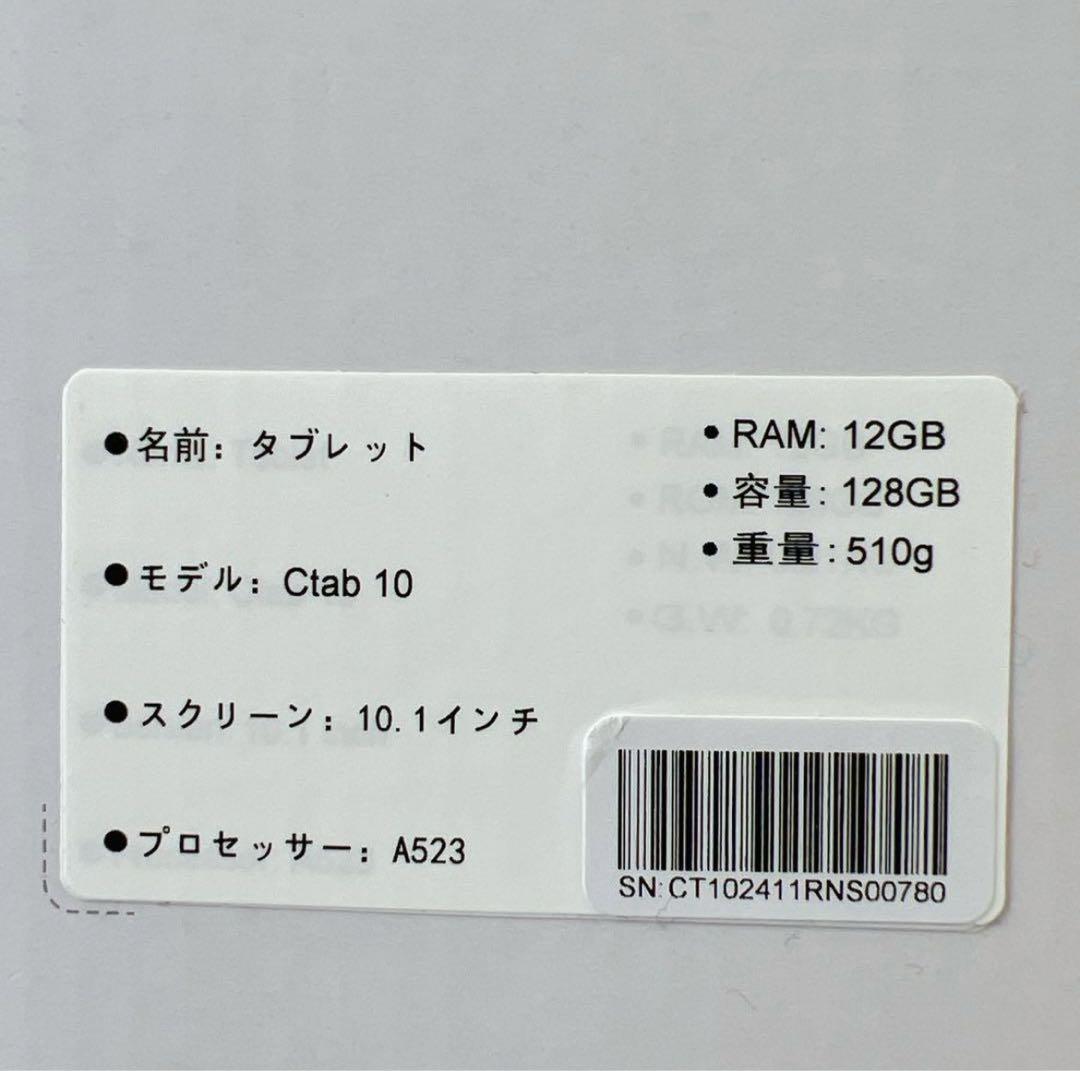 ●名前: タブレット
●モデル: Ctab 10
●スクリーン: 10.1インチ
●プロセッサー: A523
• RAM: 12GB
• 容量: 128GB
• 重量: 510g
SN:CT102411RNS00780